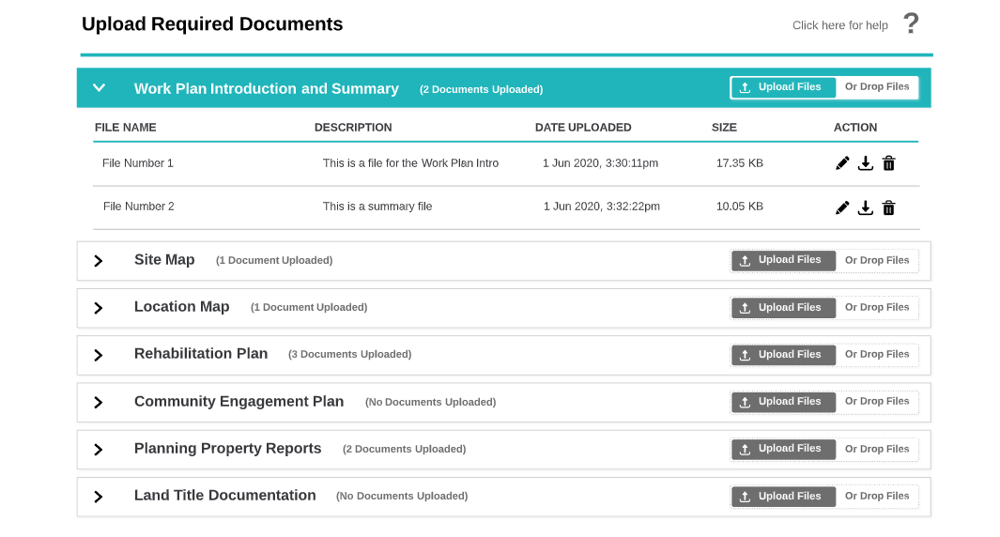 Upload Required Documents
Click here for help ?
Work Plan Introduction and Summary (2 Documents Uploaded) Upload Files Or Drop Files
FILE NAME DESCRIPTION DATE UPLOADED SIZE ACTION
File Number 1 This is a file for the Work Plan Intro 1 Jun 2020, 3:30:11pm 17.35 KB
File Number 2 This is a summary file 1 Jun 2020, 3:32:22pm 10.05 KB
Site Map (1 Document Uploaded) Upload Files Or Drop Files
Location Map (1 Document Uploaded) Upload Files Or Drop Files
Rehabilitation Plan (3 Documents Uploaded) Upload Files Or Drop Files
Community Engagement Plan (No Documents Uploaded) Upload Files Or Drop Files
Planning Property Reports (2 Documents Uploaded) Upload Files Or Drop Files
Land Title Documentation (No Documents Uploaded) Upload Files Or Drop Files